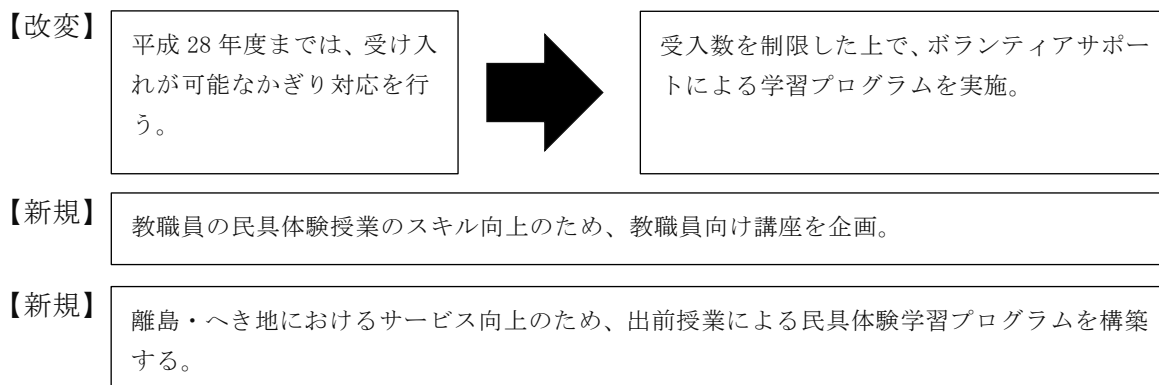 【改変】
平成 28 年度までは、受け入
れが可能なかぎり対応を行
う。
受入数を制限した上で、ボランティアサポー
トによる学習プログラムを実施。
【新規】
教職員の民具体験授業のスキル向上のため、教職員向け講座を企画。
【新規】
離島・へき地におけるサービス向上のため、出前授業による民具体験学習プログラムを構築
する。